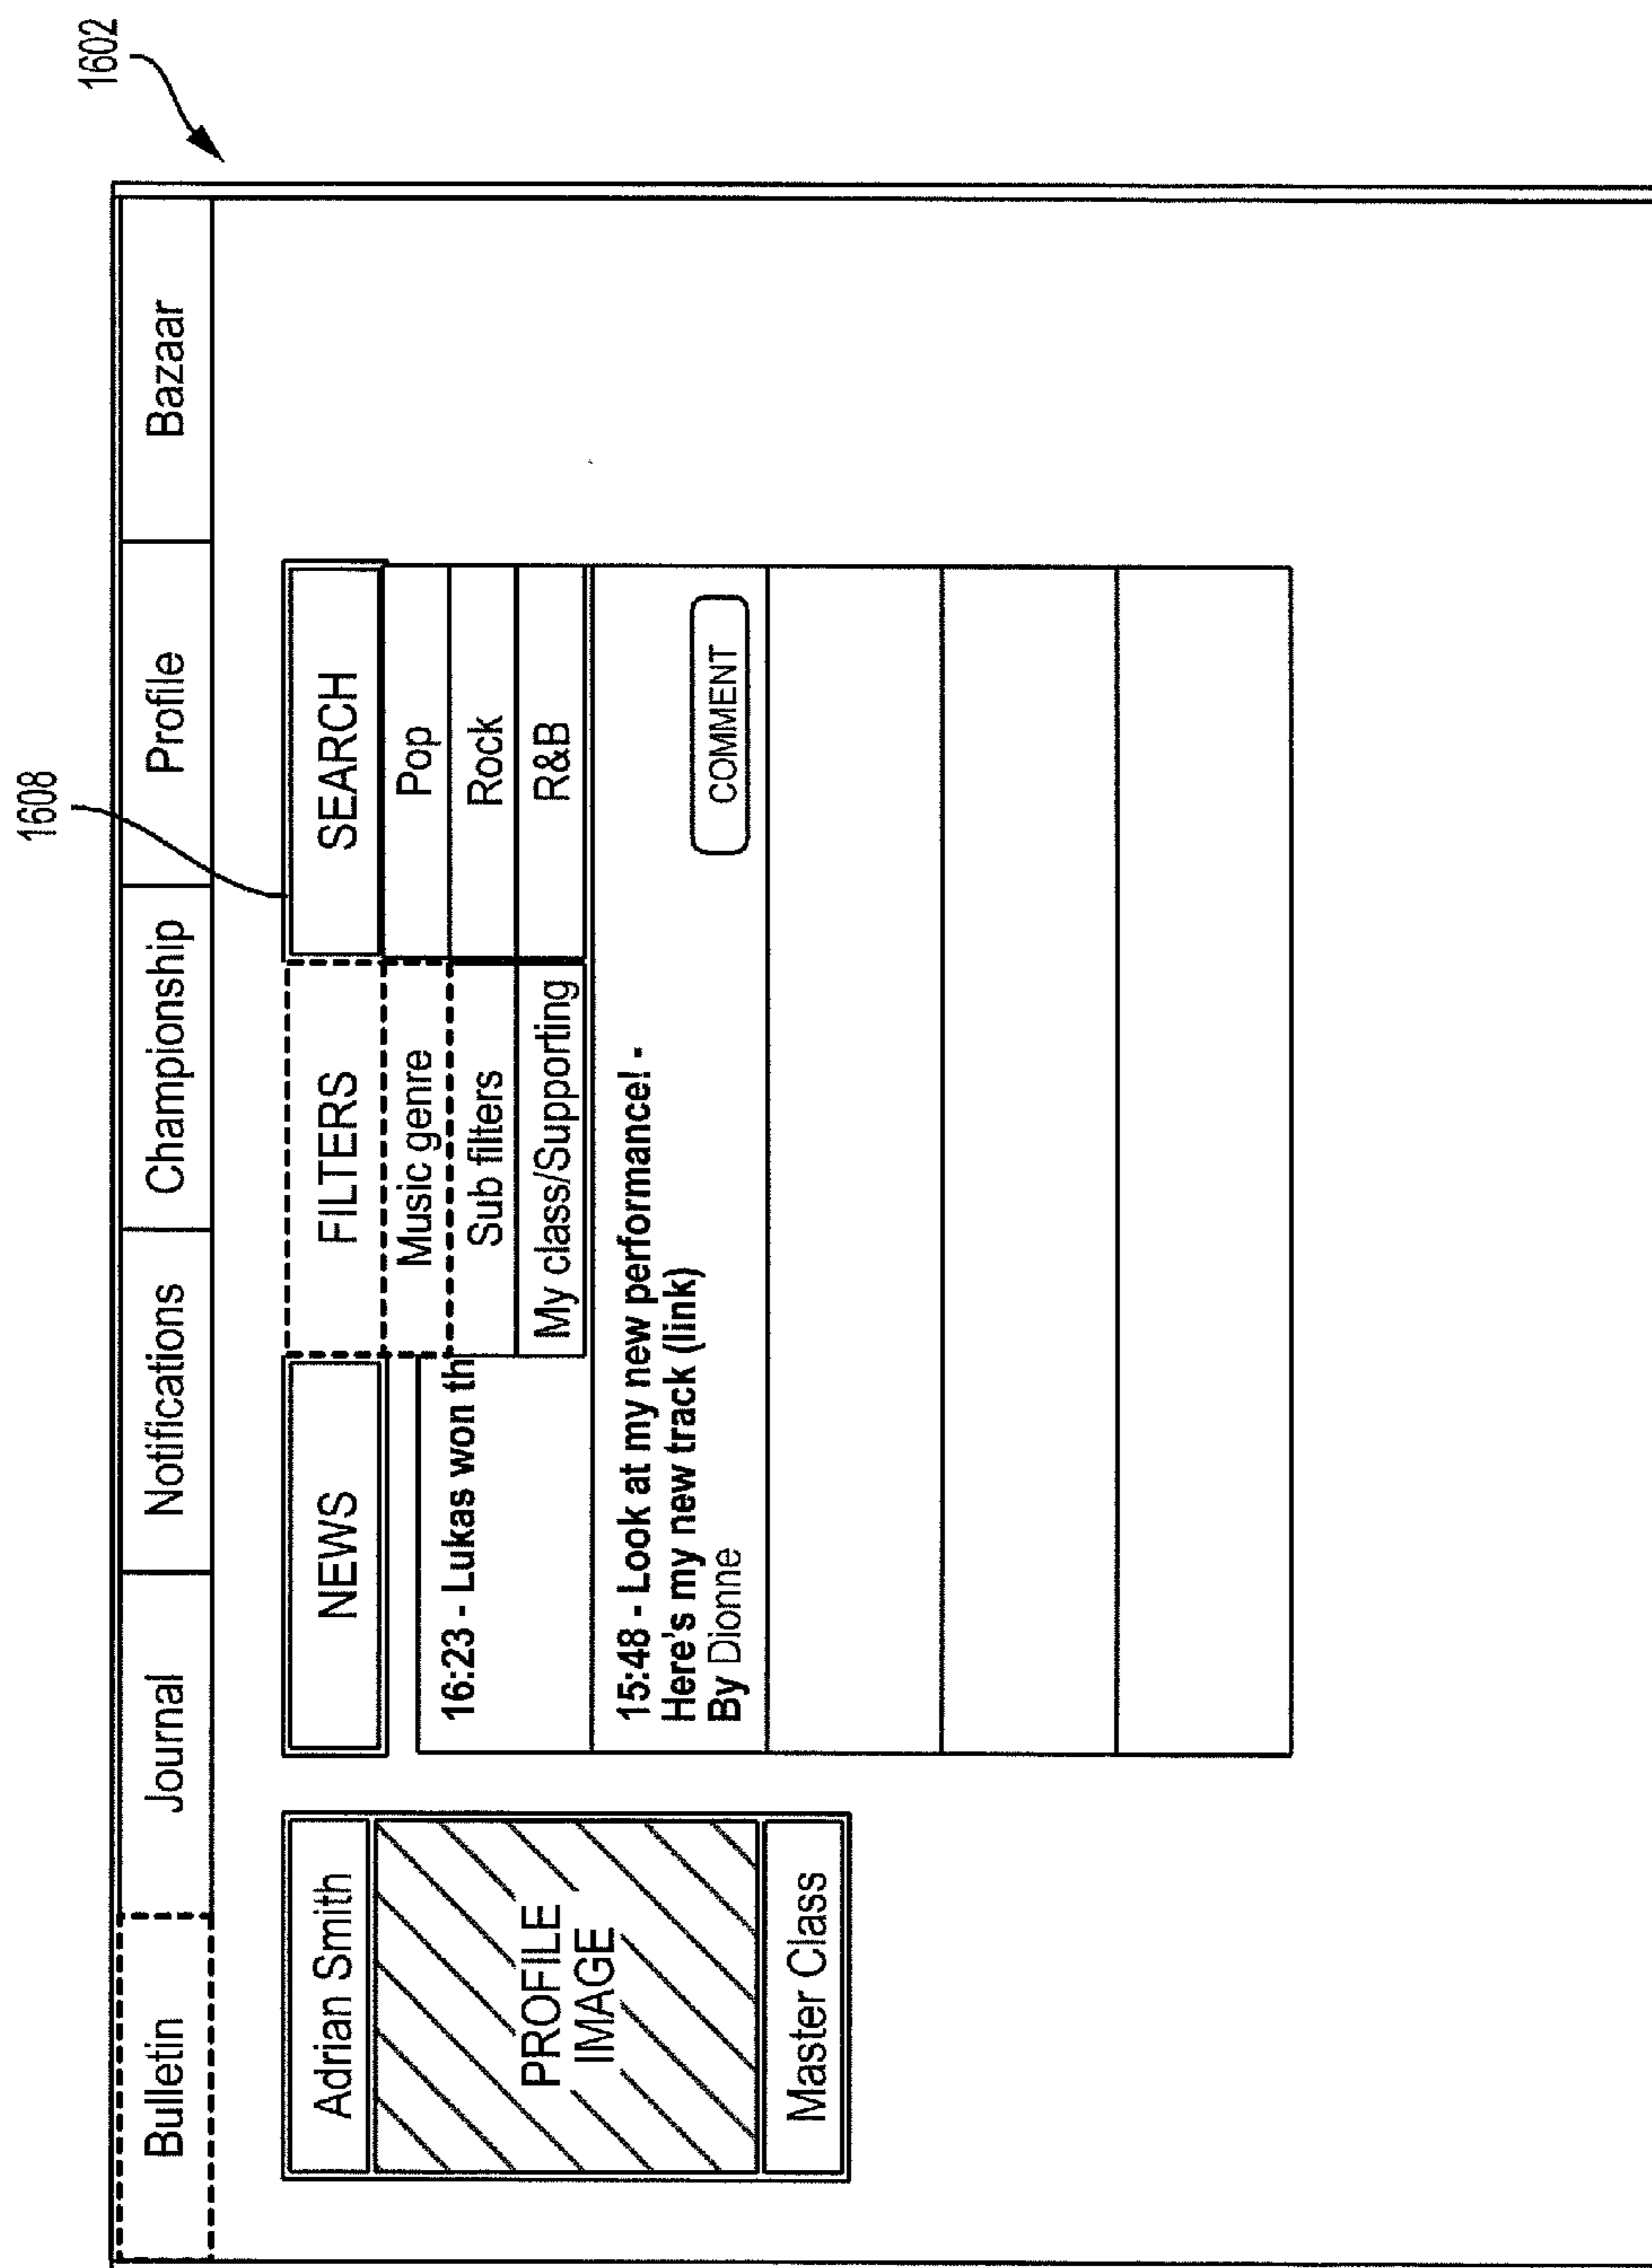 1602
Bulletin
Journal
Notifications
Championship
Profile
Bazaar
1608
Adrian Smith
PROFILE
IMAGE
Master Class
NEWS
FILTERS
SEARCH
Music genre
Pop
Sub filters
Rock
My class/Supporting
R&B
16:23 - Lukas won th
15:48 - Look at my new performance! -
Here's my new track (link)
By Dionne
COMMENT